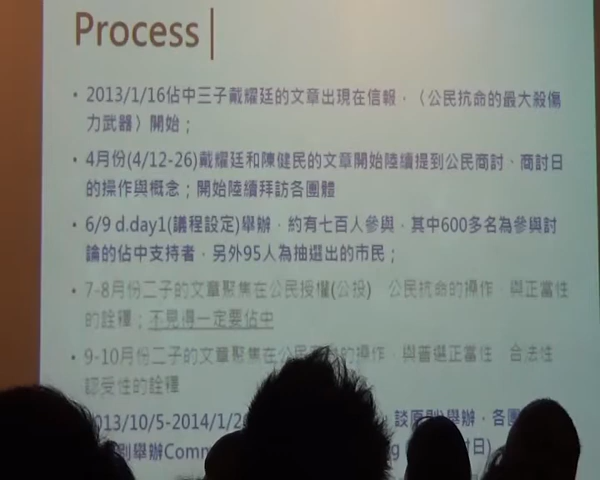 Process
• 2013/1/16佔中三子戴耀廷的文章出現在信報，〈公民抗命的最大殺傷
力武器〉開始；
• 4月份(4/12-26)戴耀廷和陳健民的文章開始陸續提到公民商討、商討日
的操作與概念；開始陸續拜訪各團體
• 6/9 d.day1(議程設定)舉辦，約有七百人參與，其中600多名為參與討
論的佔中支持者，另外95人為抽選出的市民；
• 7-8月份二子的文章聚焦在公民授權(公投) 公民抗命的操作 與正當性
的詮釋；不見得一定要佔中
• 9-10月份二子的文章聚焦在公民 的操作，與普選正當性 合法性
認受性的詮釋
013/10/5-2014/1/2 談原則)舉辦，各團
別舉辦Comm g 討日)